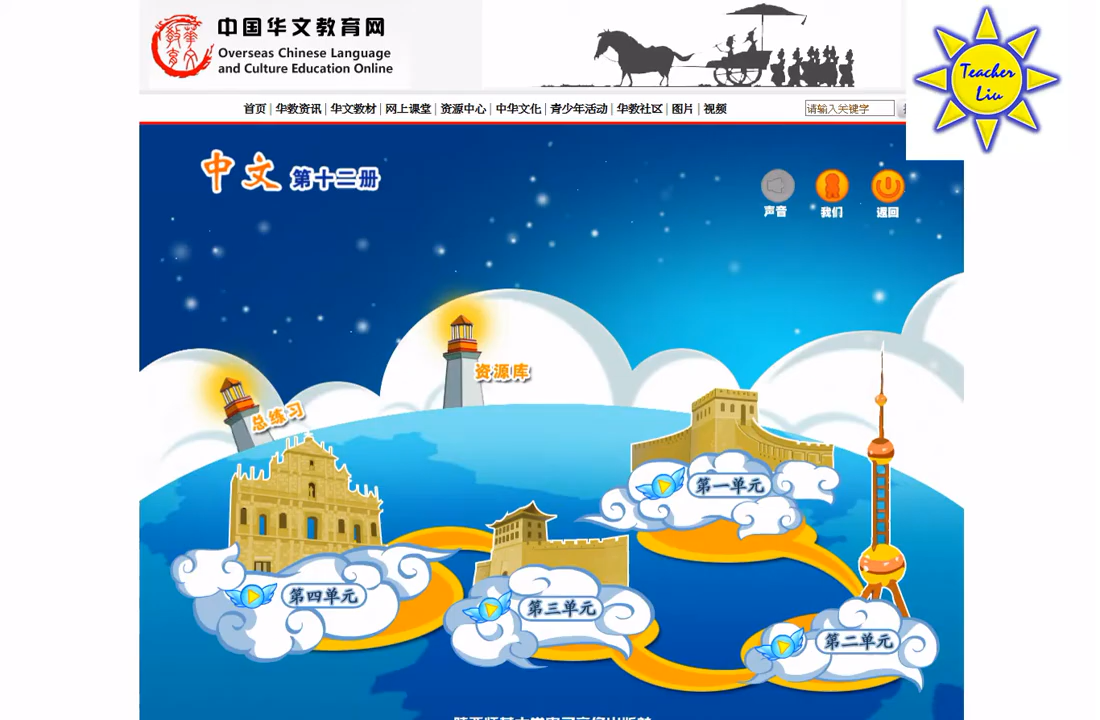 中国华文教育网
Overseas Chinese Language
and Culture Education Online
首页 | 华教资讯 | 华文教材 | 网上课堂 | 资源中心 | 中华文化 | 青少年活动 | 华教社区 | 图片 | 视频
请输入关键字
Teacher
Liu
中文 第十二册
声音
我们
返回
资源库
总练习
第一单元
第四单元
第三单元
第二单元